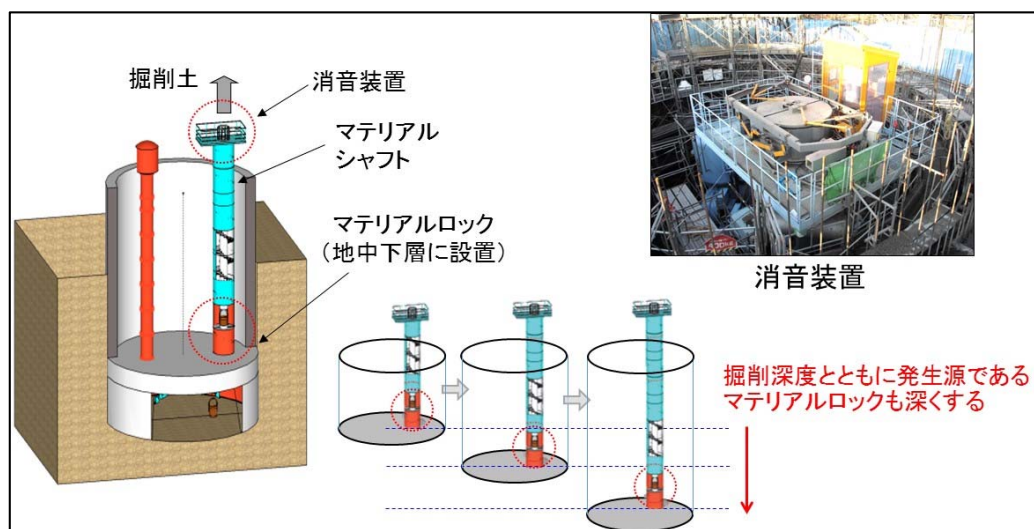 掘削土
消音装置
マテリアル
シャフト
マテリアルロック
（地中下層に設置）
消音装置
掘削深度とともに発生源である
マテリアルロックも深くする